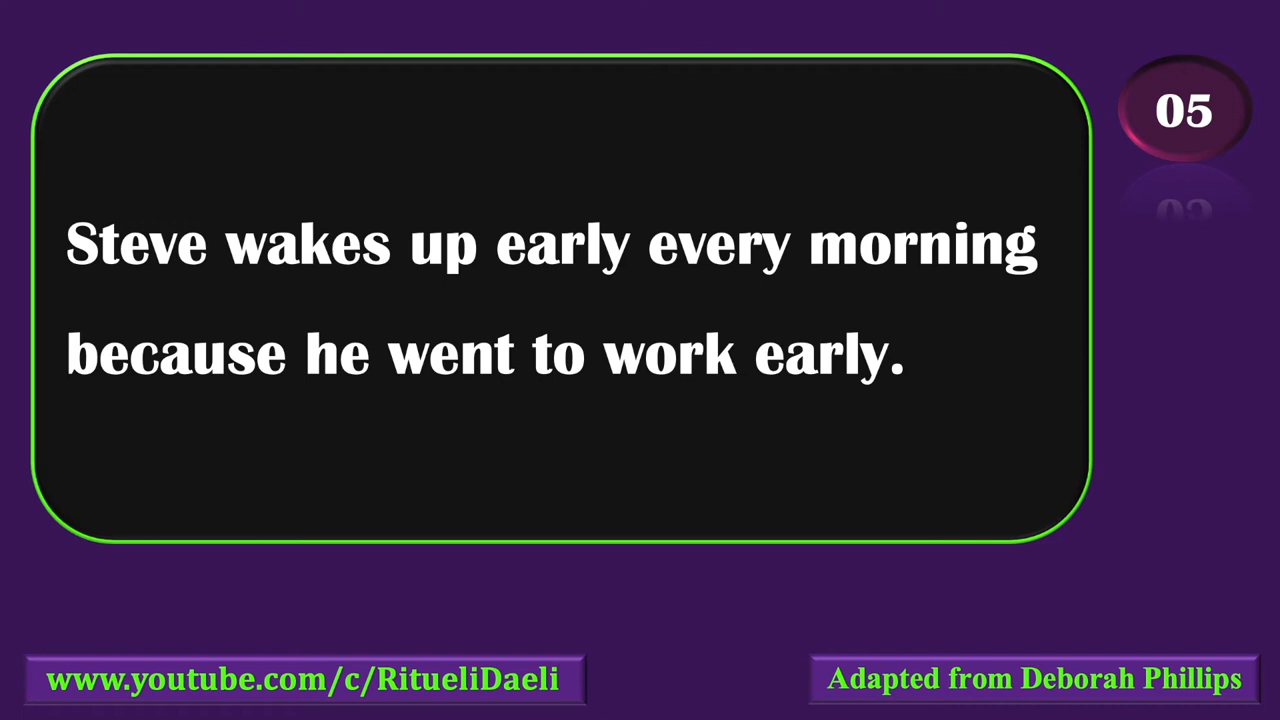 05
Steve wakes up early every morning
because he went to work early.
www.youtube.com/c/RitueliDaeli
Adapted from Deborah Phillips